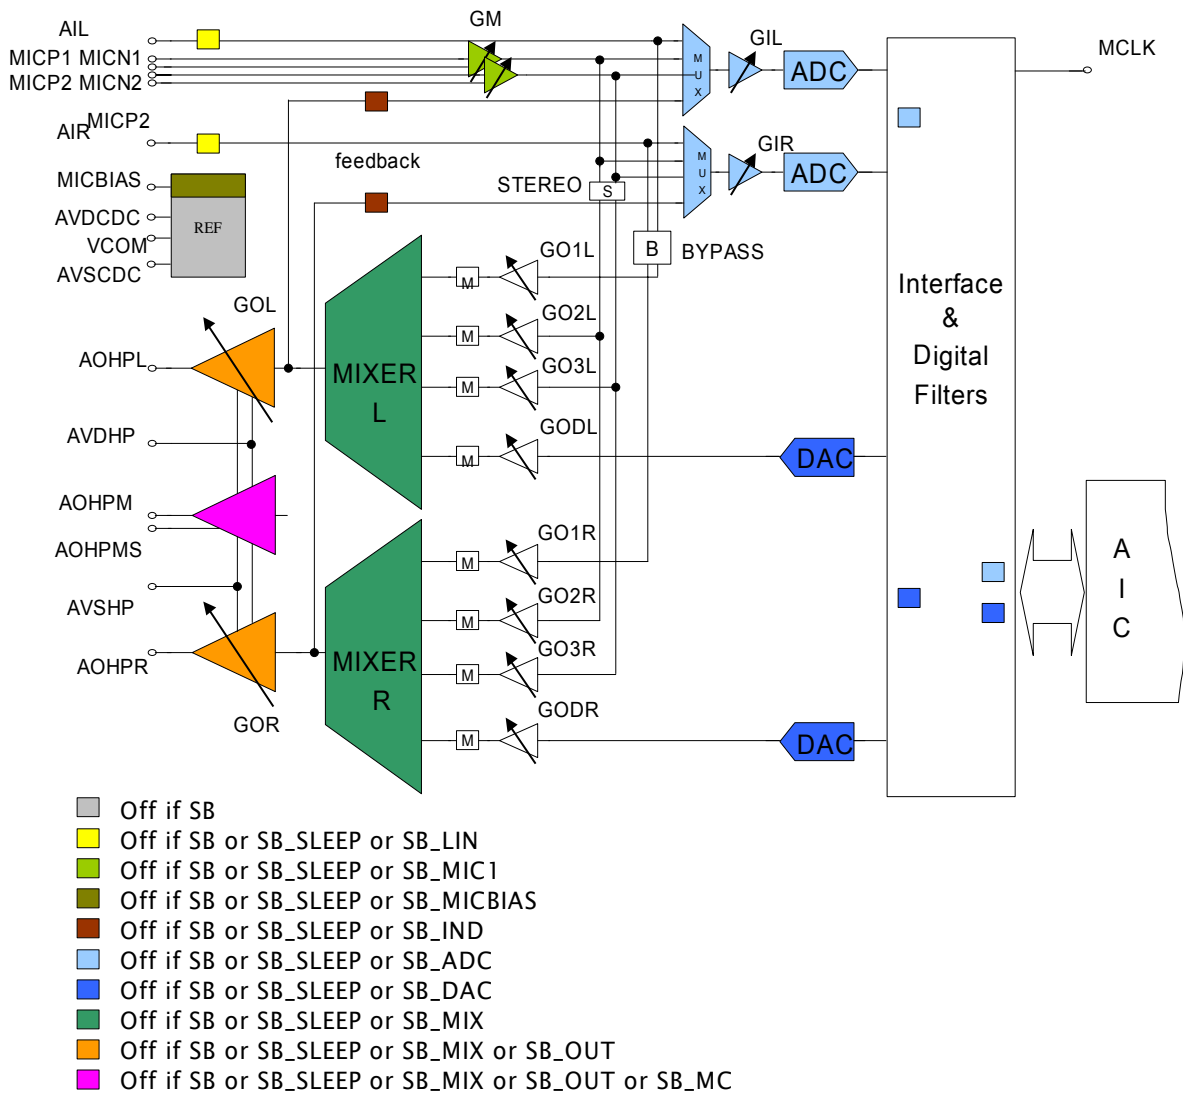 AIL
GM
GIL
MCLK
MICP1 MICN1
MICP2 MICN2
M
U
X
ADC
MICP2
AIR
feedback
GIR
M
U
X
ADC
MICBIAS
STEREO
S
AVDCDC
REF
VCOM
AVSCDC
B
BYPASS
GO1L
M
Interface
&
Digital
Filters
GOL
GO2L
M
AOHPL
MIXER
L
GO3L
M
AVDHP
GODL
M
DAC
AOHPM
AOHPMS
GO1R
M
A
I
C
AVSHP
GO2R
M
AOHPR
MIXER
R
GO3R
M
GOR
GODR
M
DAC
Off if SB
Off if SB or SB_SLEEP or SB_LIN
Off if SB or SB_SLEEP or SB_MIC1
Off if SB or SB_SLEEP or SB_MICBIAS
Off if SB or SB_SLEEP or SB_IND
Off if SB or SB_SLEEP or SB_ADC
Off if SB or SB_SLEEP or SB_DAC
Off if SB or SB_SLEEP or SB_MIX
Off if SB or SB_SLEEP or SB_MIX or SB_OUT
Off if SB or SB_SLEEP or SB_MIX or SB_OUT or SB_MC